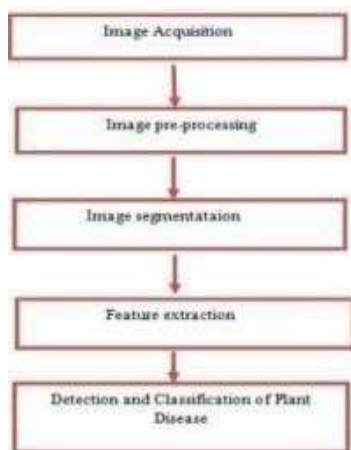 Image Acquisition
Image pre-processing
Image segmentataion
Feature extraction
Detection and Classification of Plant
Disease